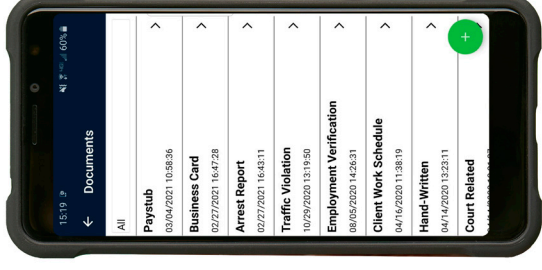 15:19
60%
Documents
All
Paystub
03/04/2021 10:58:36
Business Card
02/27/2021 16:47:28
Arrest Report
02/27/2021 16:43:11
Traffic Violation
10/29/2020 13:19:50
Employment Verification
08/05/2020 14:26:31
Client Work Schedule
04/16/2020 11:38:19
Hand-Written
04/14/2020 13:23:11
Court Related